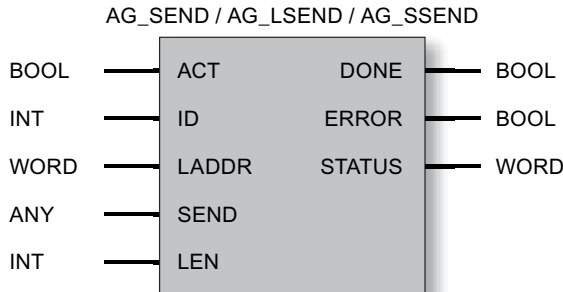 AG_SEND / AG_LSEND / AG_SSEND
BOOL ACT DONE BOOL
INT ID ERROR BOOL
WORD LADDR STATUS WORD
ANY SEND
INT LEN